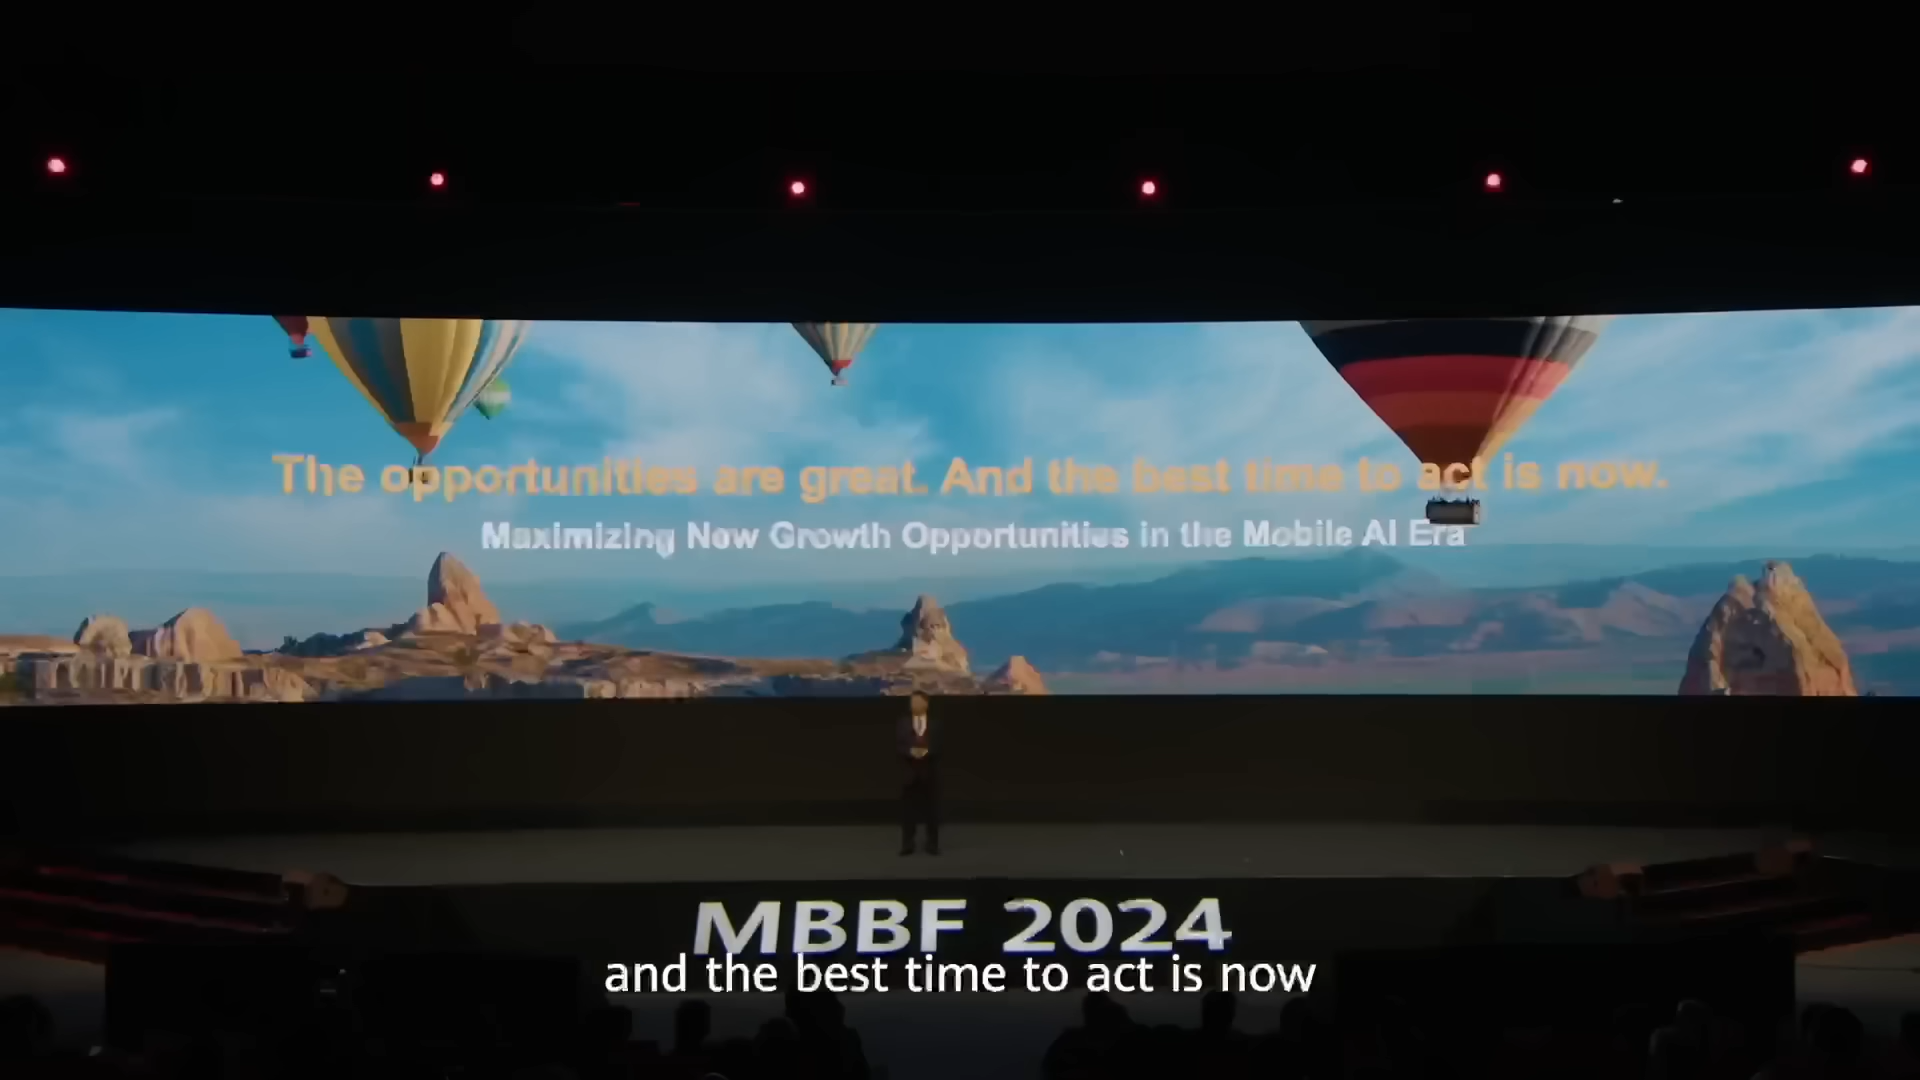 The opportunities are great. And the best time to act is now.
Maximizing New Growth Opportunities in the Mobile AI Era
MBBF 2024
and the best time to act is now